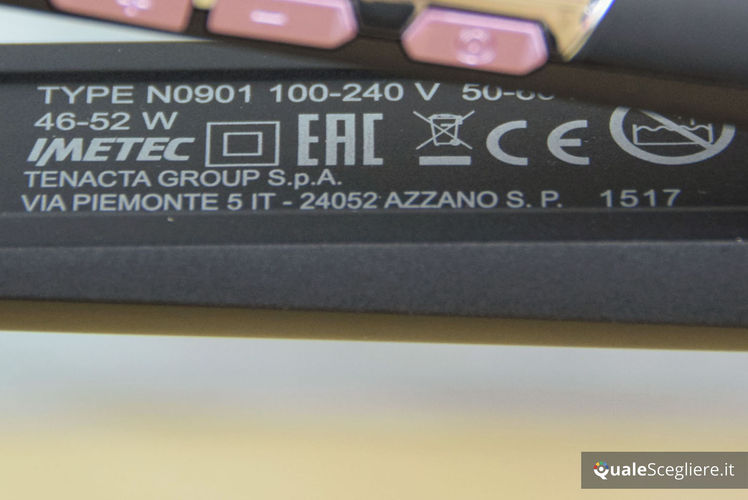 TYPE N0901 100-240 V
46-52 W
IMETEC EAC CE
TENACTA GROUP S.p.A.
VIA PIEMONTE 5 IT - 24052 AZZANO S. P. 1517
QualeScegliere.it